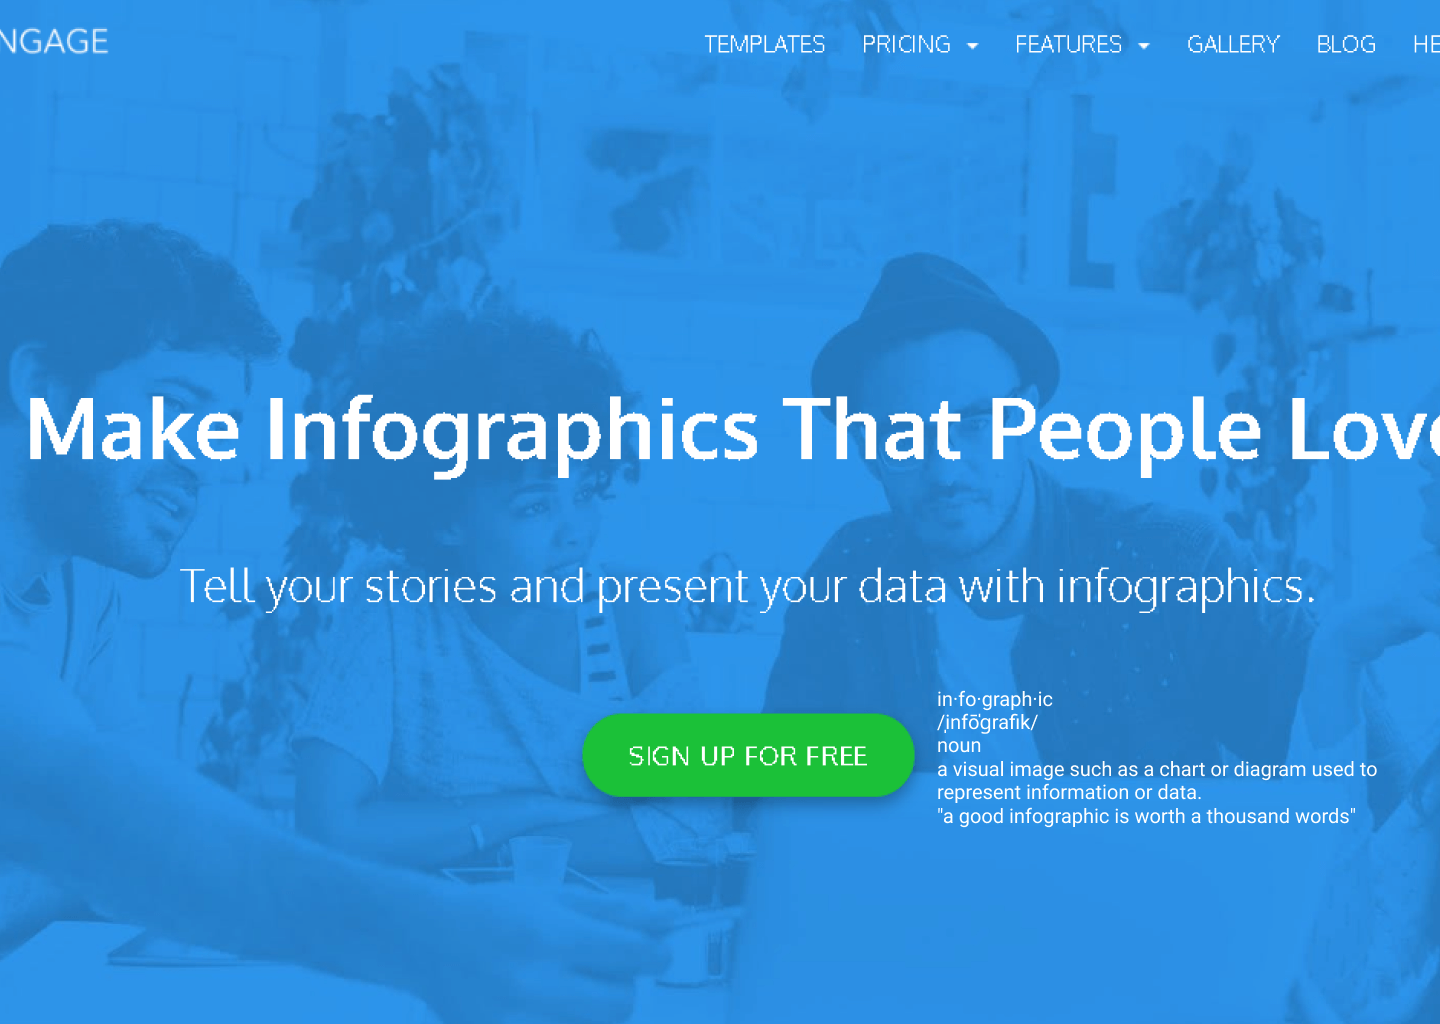 NGAGE
TEMPLATES PRICING FEATURES GALLERY BLOG HE
Make Infographics That People Love
Tell your stories and present your data with infographics.
SIGN UP FOR FREE
in·fo·graph·ic
/ˌinfōˈgrafik/
noun
a visual image such as a chart or diagram used to
represent information or data.
"a good infographic is worth a thousand words"